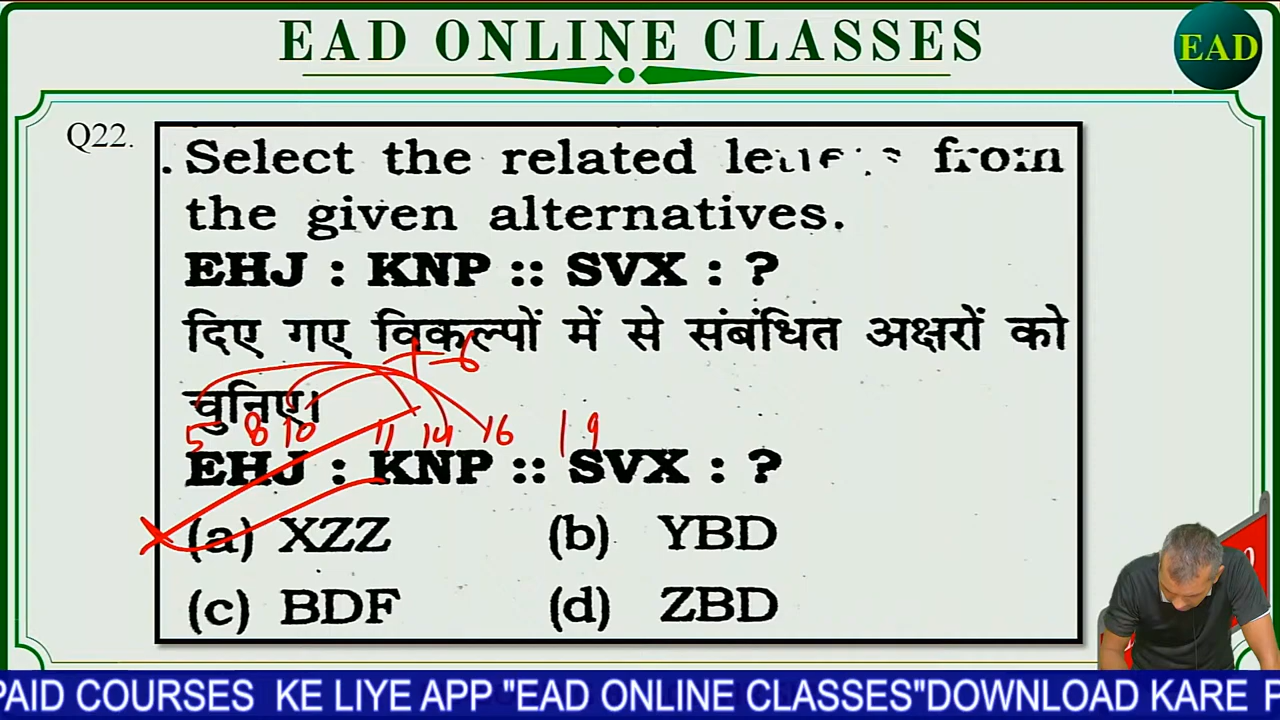 EAD ONLINE CLASSES
EAD
Q22.
. Select the related from
the given alternatives.
EHJ : KNP :: SVX : ?
दिए गए विकल्पों में से संबंधित अक्षरों को
+6
चुनिए।
5 8 10 11 14 16 19
EHJ : KNP :: SVX : ?
(a) XZZ (b) YBD
(c) BDF (d) ZBD
PAID COURSES KE LIYE APP "EAD ONLINE CLASSES"DOWNLOAD KARE